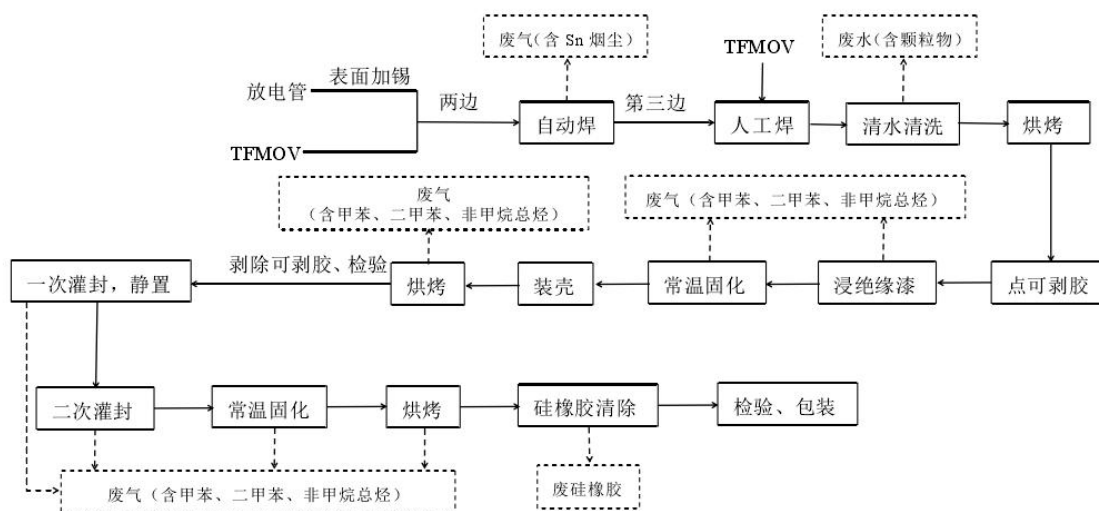 废气(含 Sn 烟尘)
TFMOV
废水(含颗粒物)
放电管
表面加锡
两边
自动焊
第三边
人工焊
清水清洗
烘烤
TFMOV
废气
(含甲苯、二甲苯、非甲烷总烃)
废气(含甲苯、二甲苯、非甲烷总烃)
一次灌封，静置
剥除可剥胶、检验
烘烤
装壳
常温固化
浸绝缘漆
点可剥胶
二次灌封
常温固化
烘烤
硅橡胶清除
检验、包装
废气(含甲苯、二甲苯、非甲烷总烃)
废硅橡胶